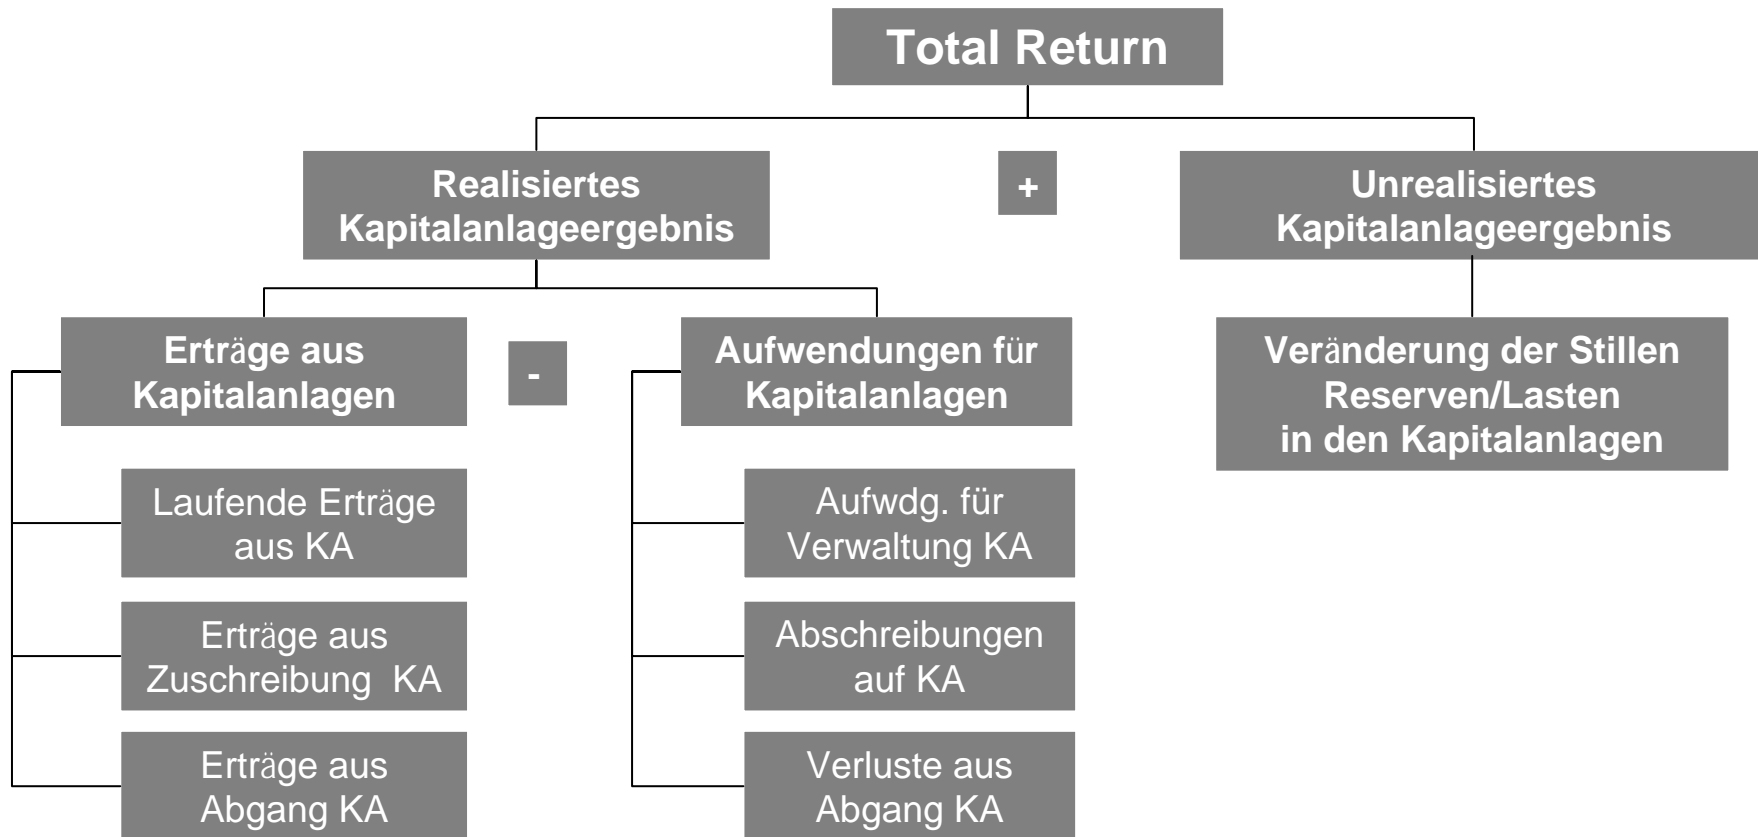 Total Return
Realisiertes
Kapitalanlageergebnis
+
Unrealisiertes
Kapitalanlageergebnis
Erträge aus
Kapitalanlagen
-
Aufwendungen für
Kapitalanlagen
Veränderung der Stillen
Reserven/Lasten
in den Kapitalanlagen
Laufende Erträge
aus KA
Aufwdg. für
Verwaltung KA
Erträge aus
Zuschreibung KA
Abschreibungen
auf KA
Erträge aus
Abgang KA
Verluste aus
Abgang KA